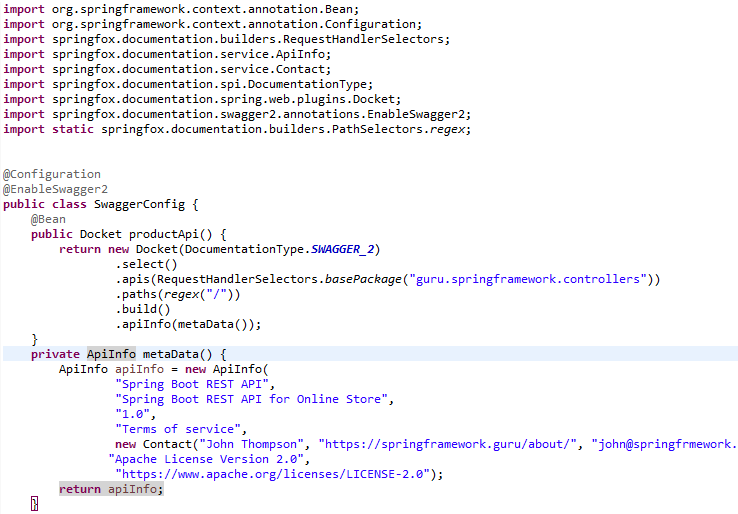 import org.springframework.context.annotation.Bean;
import org.springframework.context.annotation.Configuration;
import springfox.documentation.builders.RequestHandlerSelectors;
import springfox.documentation.service.ApiInfo;
import springfox.documentation.service.Contact;
import springfox.documentation.spi.DocumentationType;
import springfox.documentation.spring.web.plugins.Docket;
import springfox.documentation.swagger2.annotations.EnableSwagger2;
import static springfox.documentation.builders.PathSelectors.regex;
@Configuration
@EnableSwagger2
public class SwaggerConfig {
@Bean
public Docket productApi() {
return new Docket(DocumentationType.SWAGGER_2)
.select()
.apis(RequestHandlerSelectors.basePackage("guru.springframework.controllers"))
.paths(regex("/"))
.build()
.apiInfo(metaData());
}
private ApiInfo metaData() {
ApiInfo apiInfo = new ApiInfo(
"Spring Boot REST API",
"Spring Boot REST API for Online Store",
"1.0",
"Terms of service",
new Contact("John Thompson", "https://springframework.guru/about/", "john@springfrmework.
"Apache License Version 2.0",
"https://www.apache.org/licenses/LICENSE-2.0");
return apiInfo;
}